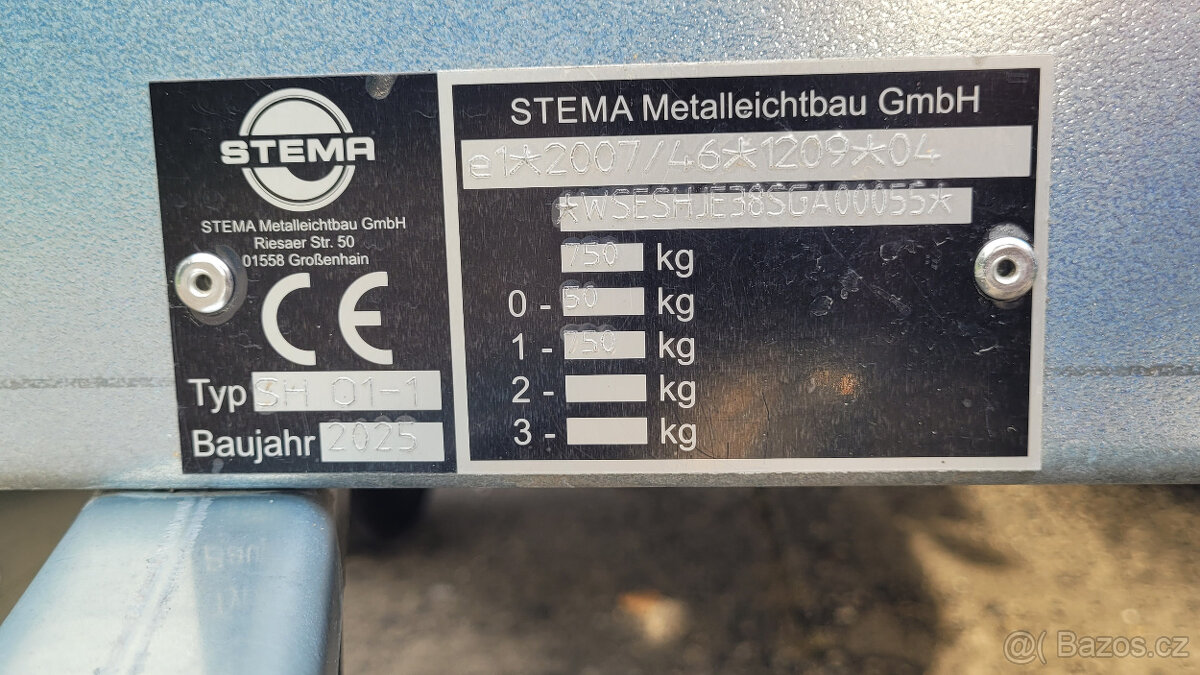 STEMA
STEMA Metalleichtbau GmbH
Riesaer Str. 50
01558 Großenhain
CE
Typ SH 01-1
Baujahr 2025
STEMA Metalleichtbau GmbH
e1*2007/46*1209*04
*WSESHJE38SGA00055*
750 kg
0 - 50 kg
1 - 750 kg
2 - kg
3 - kg
Bazos.cz